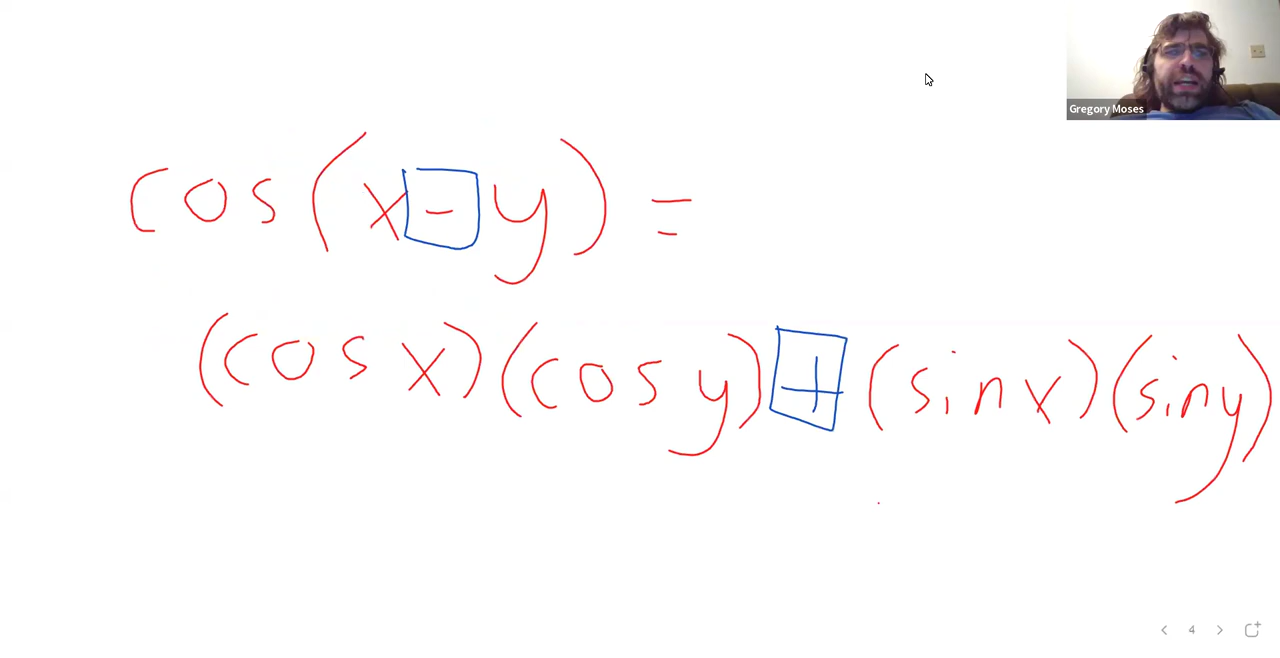 Gregory Moses
cos(x - y) =
(cos x)(cos y) + (sin x)(sin y)
4